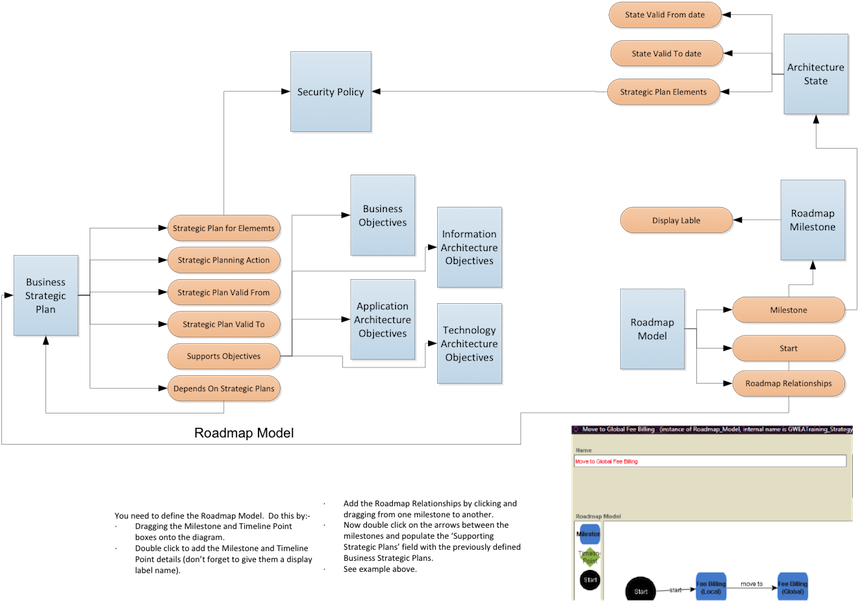 State Valid From date
State Valid To date
Strategic Plan Elements
Architecture
State
Security Policy
Business
Objectives
Information
Architecture
Objectives
Application
Architecture
Objectives
Technology
Architecture
Objectives
Strategic Plan for Elements
Strategic Planning Action
Strategic Plan Valid From
Strategic Plan Valid To
Supports Objectives
Depends On Strategic Plans
Business
Strategic
Plan
Display Lable
Roadmap
Milestone
Roadmap
Model
Milestone
Start
Roadmap Relationships
Roadmap Model
You need to define the Roadmap Model. Do this by:-
· Dragging the Milestone and Timeline Point
boxes onto the diagram.
· Double click to add the Milestone and Timeline
Point details (don't forget to give them a display
label name).
· Add the Roadmap Relationships by clicking and
dragging from one milestone to another.
· Now double click on the arrows between the
milestones and populate the 'Supporting
Strategic Plans' field with the previously defined
Business Strategic Plans.
· See example above.
Move to Global Fee Billing (instance of Roadmap_Model, internal name is GWEATraining_Strategy
Name
Move to Global Fee Billing
Roadmap Model
Mileston
Timeline
Point
Start
Start
start
Fee Billing
(Local)
move to
Fee Billing
(Global)